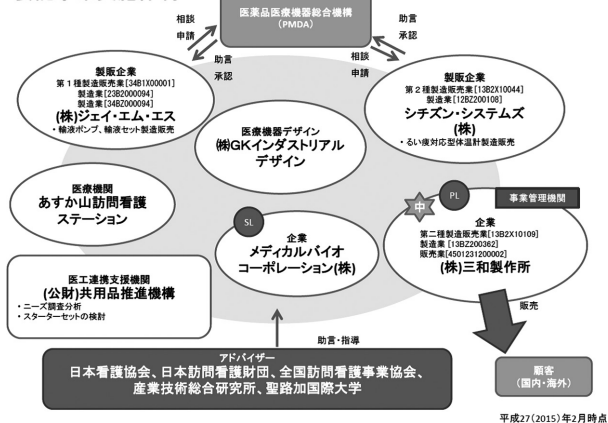 医薬品医療機器総合機構
(PMDA)
相談
申請
助言
承認
相談
申請
助言
承認
製販企業
第1種製造販売業[34B1X00001]
製造業[23B2000094]
製造業[34BZ000094]
(株)ジェイ・エム・エス
・輸液ポンプ、輸液セット製造販売
製販企業
第2種製造販売業[13B2X10044]
製造業[12BZ200108]
シチズン・システムズ
(株)
・るい痩対応型体温計製造販売
医療機器デザイン
(株)GKインダストリアル
デザイン
医療機関
あすか山訪問看護
ステーション
SL
企業
メディカルバイオ
コーポレーション(株)
中
PL
事業管理機関
企業
第二種製造販売業[13B2X10109]
製造業[13BZ200362]
販売業[4501231200002]
(株)三和製作所
医工連携支援機関
(公財)共用品推進機構
・ニーズ調査分析
・スターターセットの検討
販売
助言・指導
アドバイザー
日本看護協会、日本訪問看護財団、全国訪問看護事業協会、
産業技術総合研究所、聖路加国際大学
顧客
(国内・海外)
平成27(2015)年2月時点